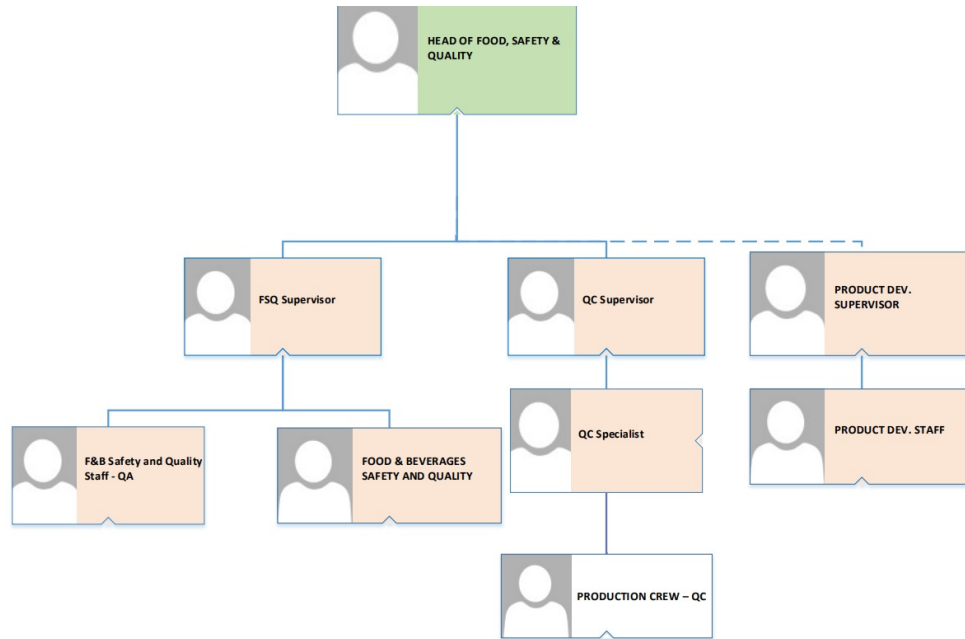 HEAD OF FOOD, SAFETY &
QUALITY
FSQ Supervisor
QC Supervisor
PRODUCT DEV.
SUPERVISOR
F&B Safety and Quality
Staff - QA
FOOD & BEVERAGES
SAFETY AND QUALITY
QC Specialist
PRODUCT DEV. STAFF
PRODUCTION CREW – QC